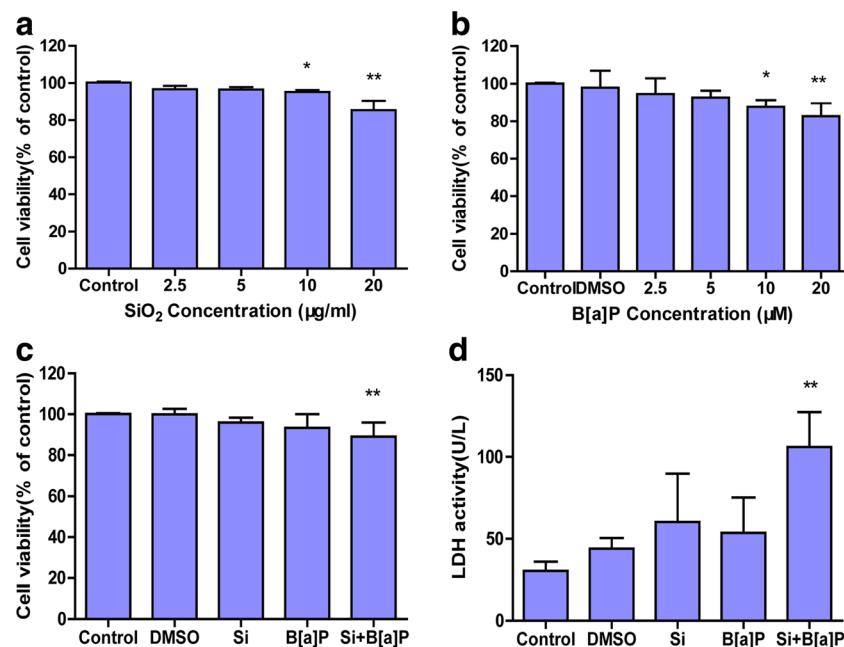 a
Cell viability(% of control)
120
100
80
60
40
20
0
*
**
Control 2.5 5 10 20
SiO2 Concentration (µg/ml)
b
Cell viability(% of control)
120
100
80
60
40
20
0
*
**
ControlDMSO 2.5 5 10 20
B[a]P Concentration (µM)
c
Cell viability(% of control)
120
100
80
60
40
20
0
**
Control DMSO Si B[a]P Si+B[a]P
d
LDH activity(U/L)
150
100
50
0
**
Control DMSO Si B[a]P Si+B[a]P